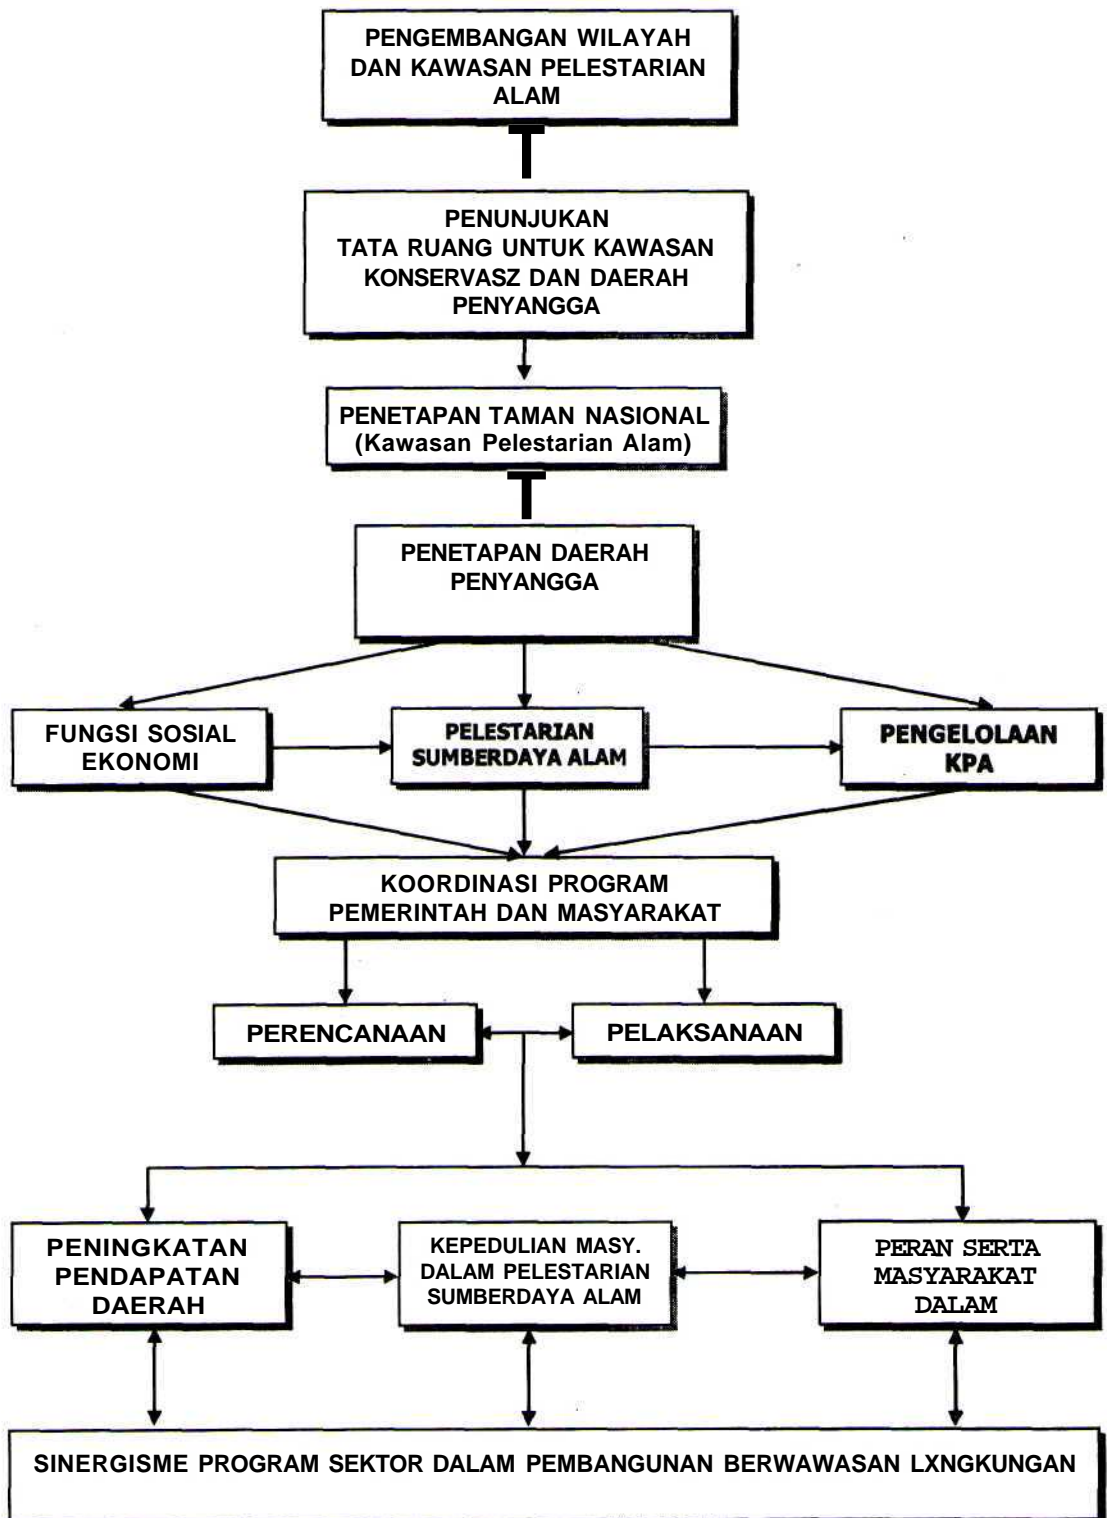 PENGEMBANGAN WILAYAH
DAN KAWASAN PELESTARIAN
ALAM
PENUNJUKAN
TATA RUANG UNTUK KAWASAN
KONSERVASZ DAN DAERAH
PENYANGGA
PENETAPAN TAMAN NASIONAL
(Kawasan Pelestarian Alam)
PENETAPAN DAERAH
PENYANGGA
FUNGSI SOSIAL
EKONOMI
PELESTARIAN
SUMBERDAYA ALAM
PENGELOLAAN
KPA
KOORDINASI PROGRAM
PEMERINTAH DAN MASYARAKAT
PERENCANAAN
PELAKSANAAN
PENINGKATAN
PENDAPATAN
DAERAH
KEPEDULIAN MASY.
DALAM PELESTARIAN
SUMBERDAYA ALAM
PERAN SERTA
MASYARAKAT
DALAM
SINERGISME PROGRAM SEKTOR DALAM PEMBANGUNAN BERWAWASAN LXNGKUNGAN